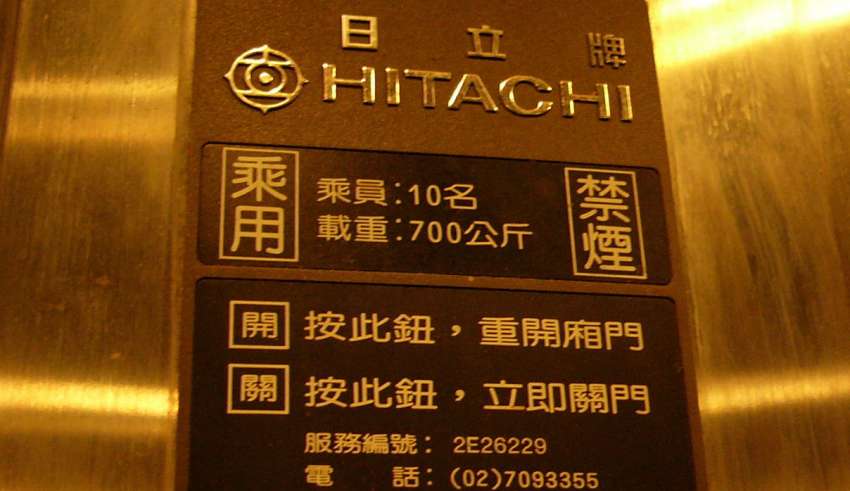 日立牌
HITACHI
乘用
乘員:10名
載重:700公斤
禁煙
開 按此鈕，重開廂門
關 按此鈕，立即關門
服務編號：2E26229
電話：(02)7093355